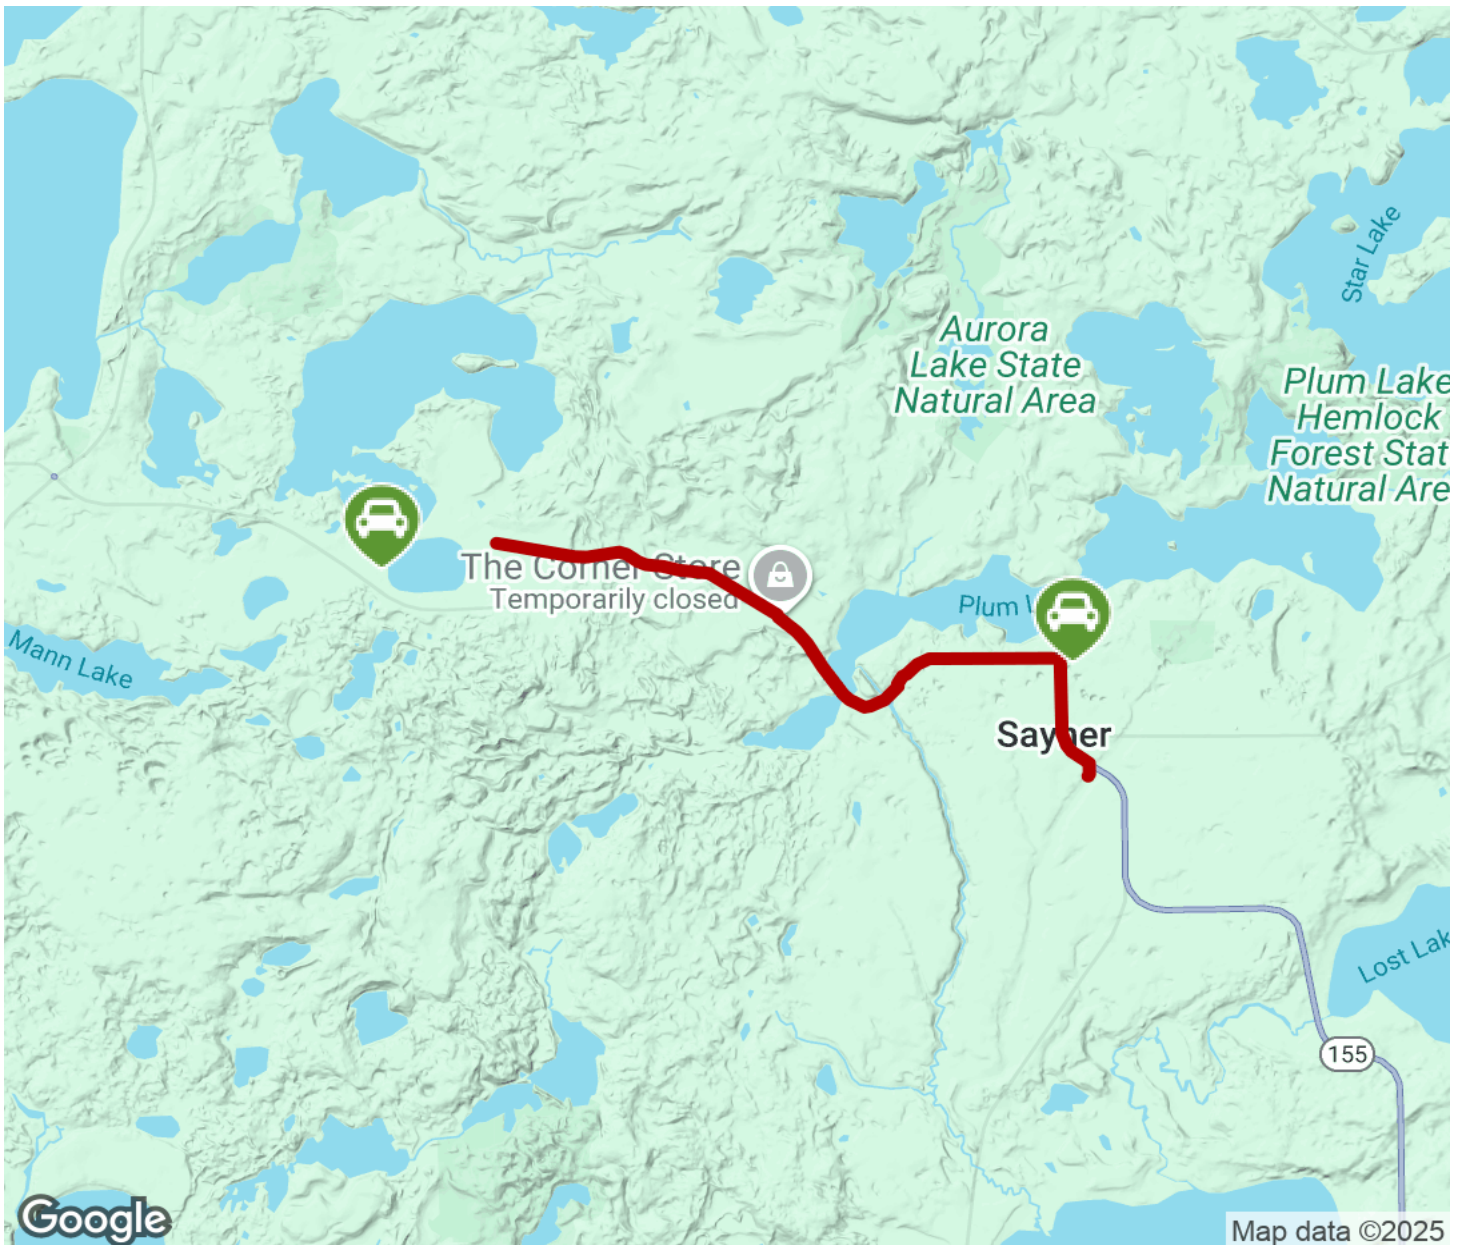 Star Lake
Aurora
Lake State
Natural Area
Plum Lake
Hemlock
Forest Stat
Natural Are
The Corner Store
Temporarily closed
Plum L
Mann Lake
Sayner
Lost Lak
155
Google
Map data ©2025